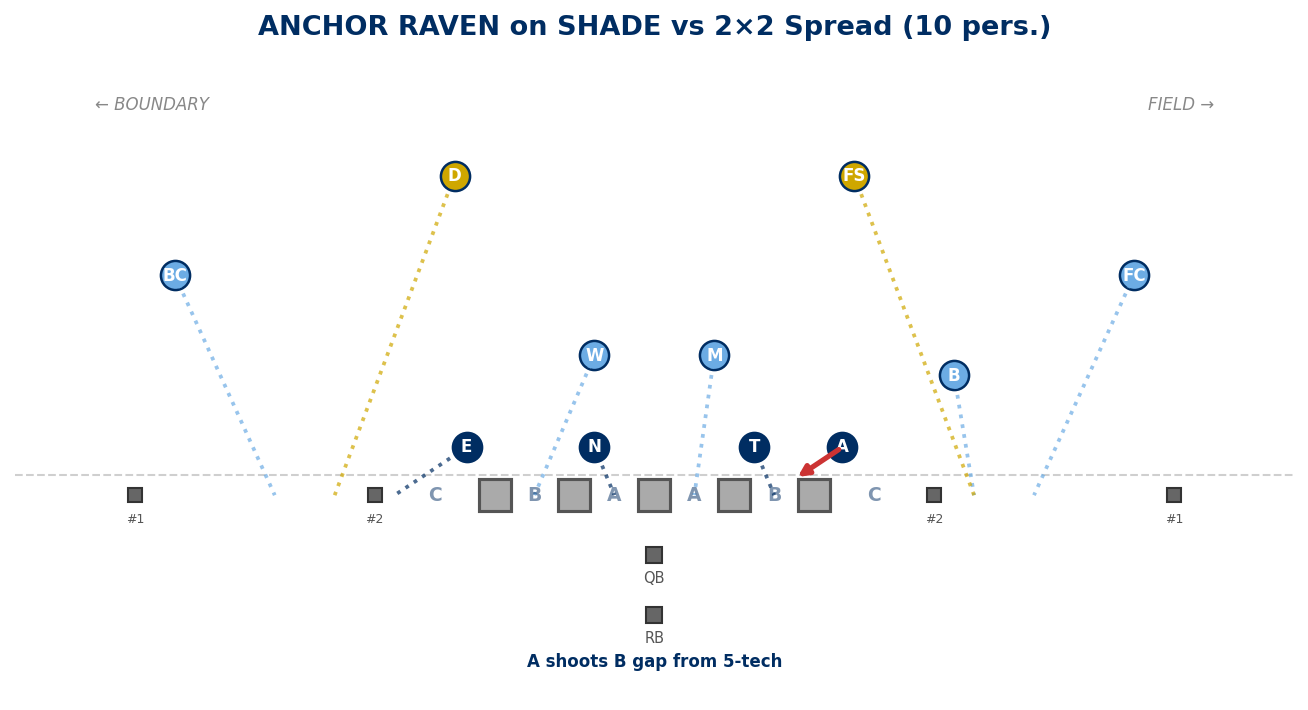 ANCHOR RAVEN on SHADE vs 2×2 Spread (10 pers.)
← BOUNDARY
FIELD →
D
FS
BC
FC
W
M
B
E
N
T
A
C
B
A
A
B
C
#1
#2
#2
#1
QB
RB
A shoots B gap from 5-tech